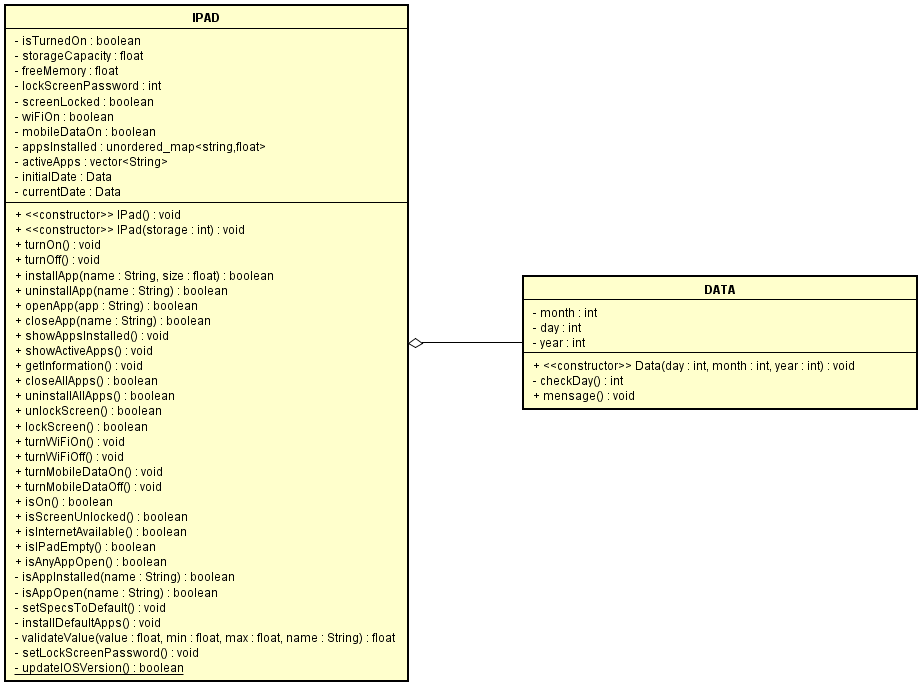 IPAD
- isTurnedOn : boolean
- storageCapacity : float
- freeMemory : float
- lockScreenPassword : int
- screenLocked : boolean
- wiFiOn : boolean
- mobileDataOn : boolean
- appsInstalled : unordered_map<string,float>
- activeApps : vector<String>
- initialDate : Data
- currentDate : Data
+ <<constructor>> IPad() : void
+ <<constructor>> IPad(storage : int) : void
+ turnOn() : void
+ turnOff() : void
+ installApp(name : String, size : float) : boolean
+ uninstallApp(name : String) : boolean
+ openApp(app : String) : boolean
+ closeApp(name : String) : boolean
+ showAppsInstalled() : void
+ showActiveApps() : void
+ getInformation() : void
+ closeAllApps() : boolean
+ uninstallAllApps() : boolean
+ unlockScreen() : boolean
+ lockScreen() : boolean
+ turnWiFiOn() : void
+ turnWiFiOff() : void
+ turnMobileDataOn() : void
+ turnMobileDataOff() : void
+ isOn() : boolean
+ isScreenUnlocked() : boolean
+ isInternetAvailable() : boolean
+ isIPadEmpty() : boolean
+ isAnyAppOpen() : boolean
- isAppInstalled(name : String) : boolean
- isAppOpen(name : String) : boolean
- setSpecsToDefault() : void
- installDefaultApps() : void
- validateValue(value : float, min : float, max : float, name : String) : float
- setLockScreenPassword() : void
- updateIOSVersion() : boolean
DATA
- month : int
- day : int
- year : int
+ <<constructor>> Data(day : int, month : int, year : int) : void
- checkDay() : int
+ mensage() : void